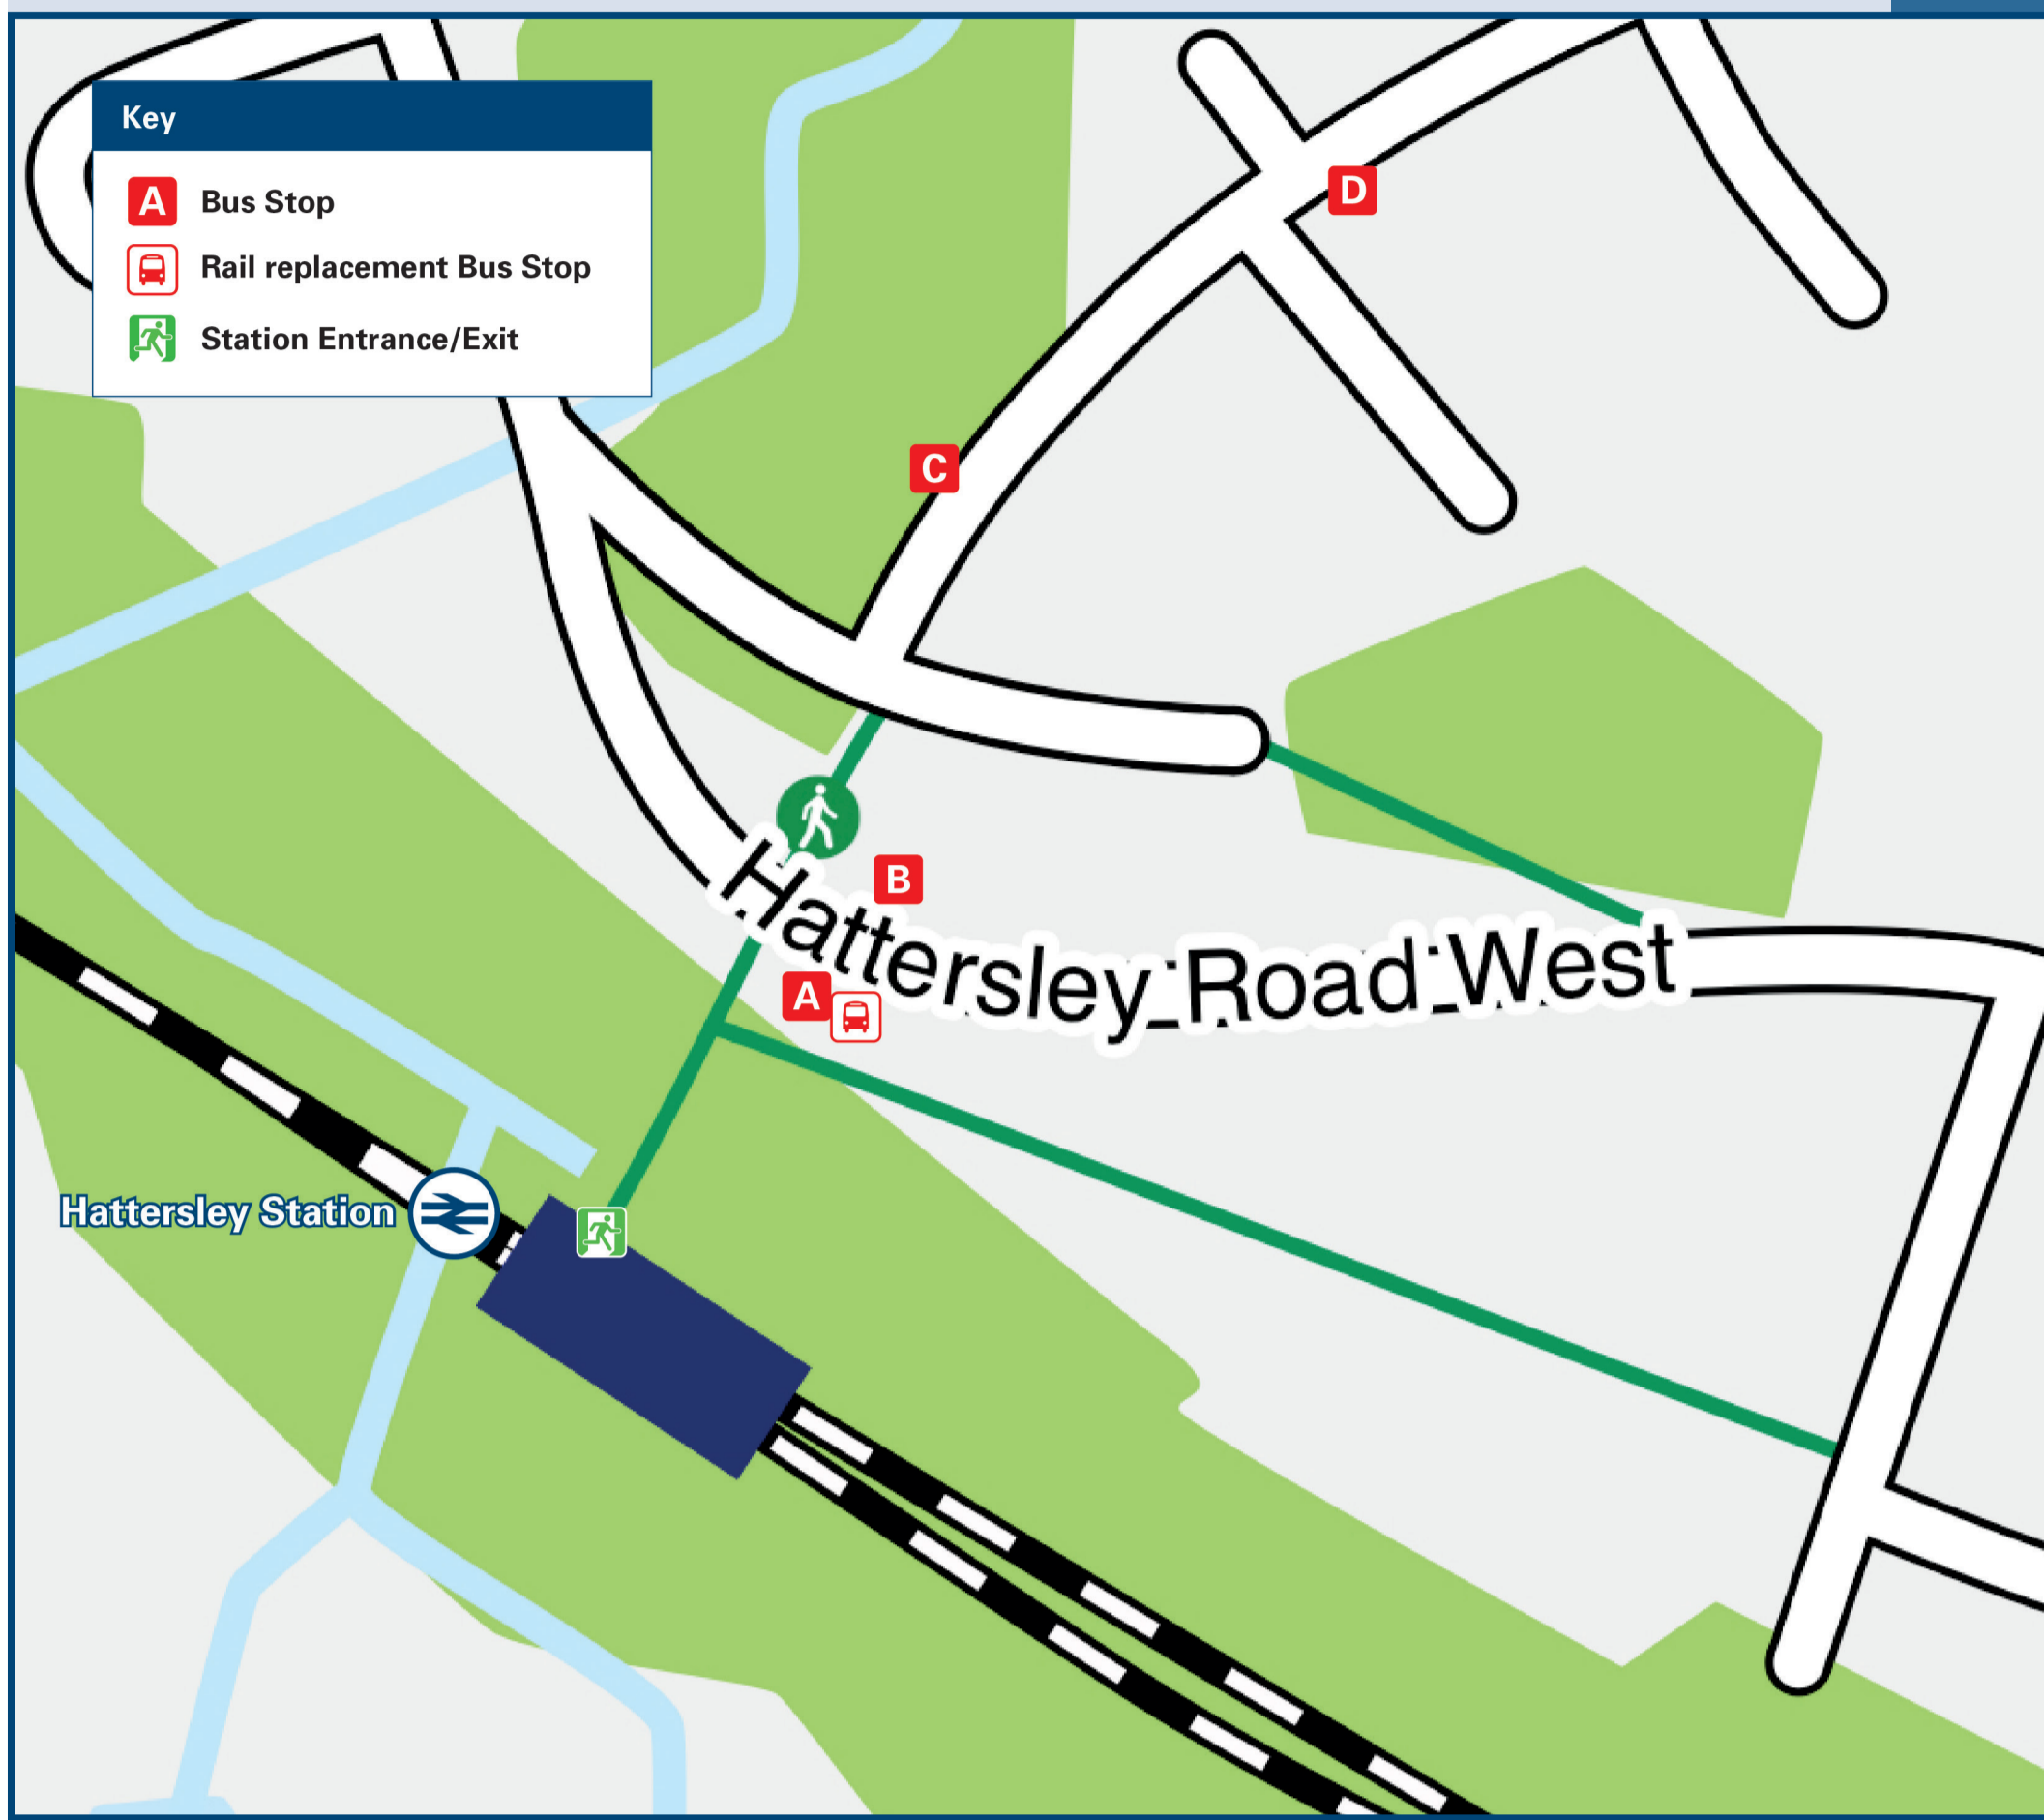 Key
A Bus Stop
Rail replacement Bus Stop
Station Entrance/Exit
D
C
B
Hattersley Road West
A
Hattersley Station